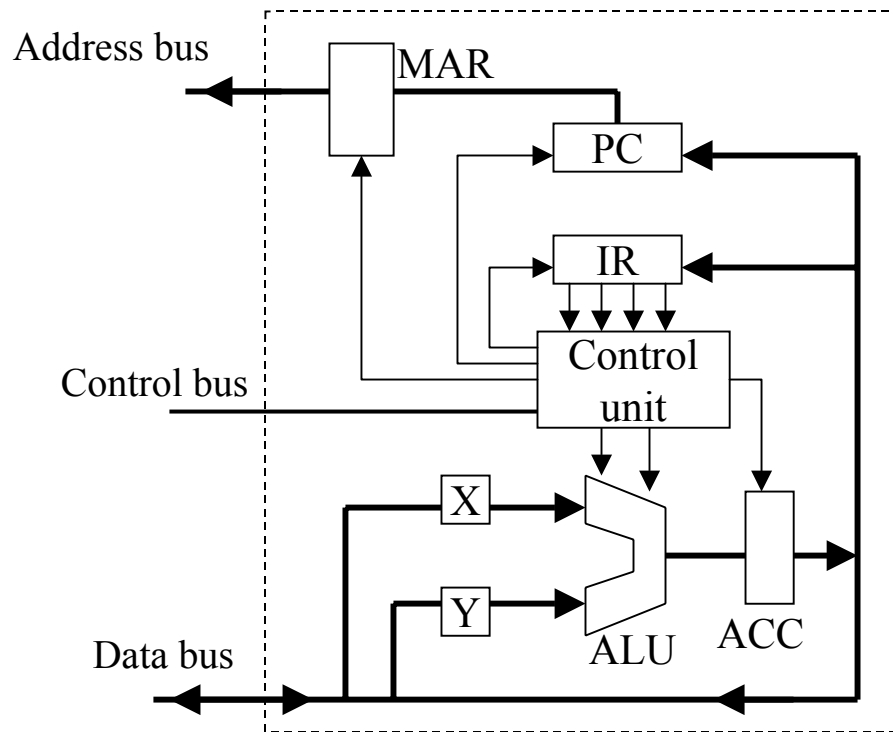 Address bus
MAR
PC
IR
Control
unit
Control bus
X
Y
ALU
ACC
Data bus